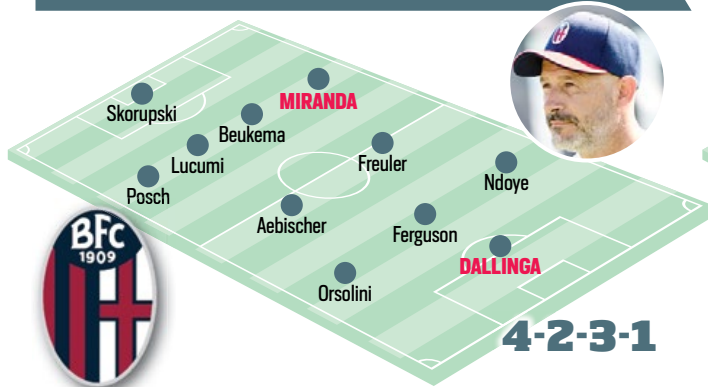 MIRANDA
Skorupski
Beukema
Lucumi
Freuler
Posch
Ndoye
Aebischer
Ferguson
DALLINGA
Orsolini
BFC
1909
4-2-3-1